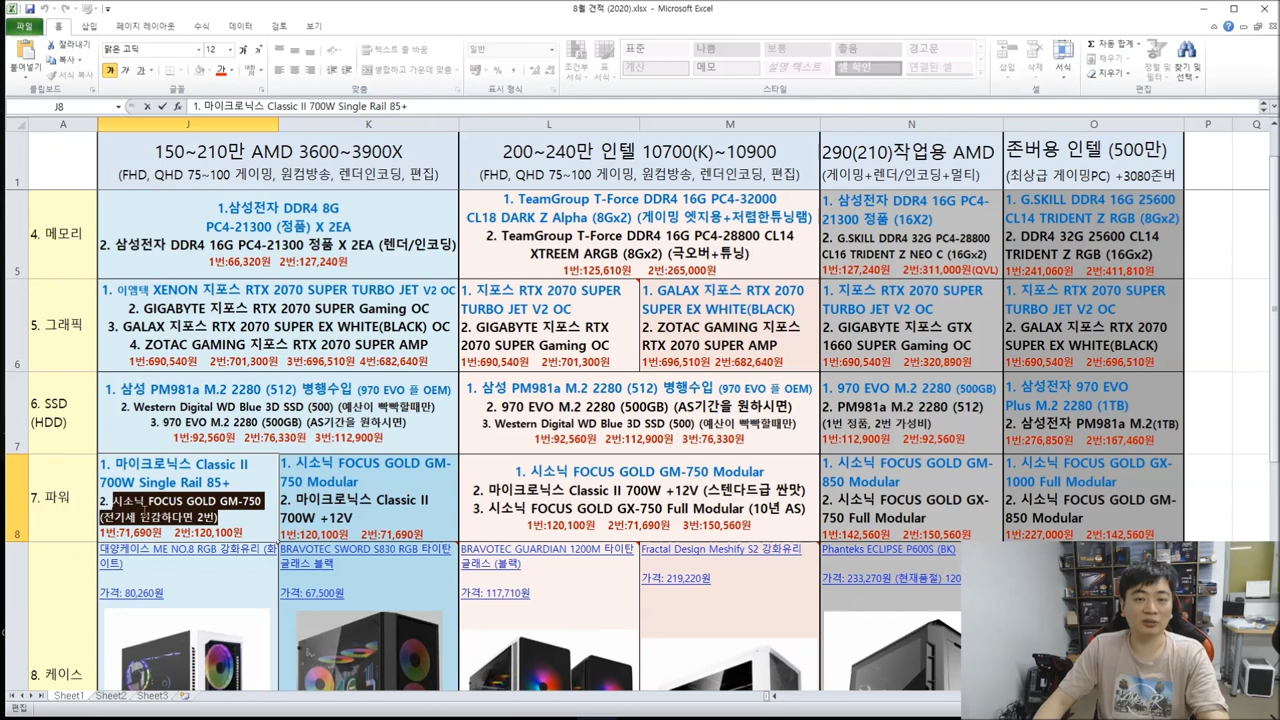 8월 견적 (2020).xlsx - Microsoft Excel
파일 홈 삽입 페이지 레이아웃 수식 데이터 검토 보기
잘라내기
복사
서식 복사
붙여넣기
클립보드
맑은 고딕 12
가 가 가
글꼴
텍스트 줄 바꿈
병합하고 가운데 맞춤
맞춤
일반
표시 형식
조건부 서식 표 서식
표준 나쁨 보통 좋음 경고문
계산 메모 설명 텍스트 셀 확인 연결된 셀
스타일
삽입 삭제 서식
셀
자동 합계
채우기
지우기
정렬 및 필터 찾기 및 선택
편집
J8 1. 마이크로닉스 Classic II 700W Single Rail 85+
A J K L M N O P Q
1
150~210만 AMD 3600~3900X
(FHD, QHD 75~100 게이밍, 원컴방송, 렌더인코딩, 편집)
200~240만 인텔 10700(K)~10900
(FHD, QHD 75~100 게이밍, 원컴방송, 렌더인코딩, 편집)
290(210)작업용 AMD
(게이밍+렌더/인코딩+멀티)
존버용 인텔 (500만)
(최상급 게이밍PC) +3080존버
5
4. 메모리
1.삼성전자 DDR4 8G
PC4-21300 (정품) X 2EA
2. 삼성전자 DDR4 16G PC4-21300 정품 X 2EA (렌더/인코딩)
1번:66,320원 2번:127,240원
1. TeamGroup T-Force DDR4 16G PC4-32000
CL18 DARK Z Alpha (8Gx2) (게이밍 엣지용+저렴한튜닝램)
2. TeamGroup T-Force DDR4 16G PC4-28800 CL14
XTREEM ARGB (8Gx2) (극오버+튜닝)
1번:125,610원 2번:265,000원
1. 삼성전자 DDR4 16G PC4-
21300 정품 (16X2)
2. G.SKILL DDR4 32G PC4-28800
CL16 TRIDENT Z NEO C (16Gx2)
1번:127,240원 2번:311,000원(QVL)
1. G.SKILL DDR4 16G 25600
CL14 TRIDENT Z RGB (8Gx2)
2. DDR4 32G 25600 CL14
TRIDENT Z RGB (16Gx2)
1번:241,060원 2번:411,810원
6
5. 그래픽
1. 이엠텍 XENON 지포스 RTX 2070 SUPER TURBO JET V2 OC
2. GIGABYTE 지포스 RTX 2070 SUPER Gaming OC
3. GALAX 지포스 RTX 2070 SUPER EX WHITE(BLACK) OC
4. ZOTAC GAMING 지포스 RTX 2070 SUPER AMP
1번:690,540원 2번:701,300원 3번:696,510원 4번:682,640원
1. 지포스 RTX 2070 SUPER
TURBO JET V2 OC
2. GIGABYTE 지포스 RTX
2070 SUPER Gaming OC
1번:690,540원 2번:701,300원
1. GALAX 지포스 RTX 2070
SUPER EX WHITE(BLACK)
2. ZOTAC GAMING 지포스
RTX 2070 SUPER AMP
1번:696,510원 2번:682,640원
1. 지포스 RTX 2070 SUPER
TURBO JET V2 OC
2. GIGABYTE 지포스 GTX
1660 SUPER Gaming OC
1번:690,540원 2번:320,890원
1. 지포스 RTX 2070 SUPER
TURBO JET V2 OC
2. GALAX 지포스 RTX 2070
SUPER EX WHITE(BLACK)
1번:690,540원 2번:696,510원
7
6. SSD
(HDD)
1. 삼성 PM981a M.2 2280 (512) 병행수입 (970 EVO 플 OEM)
2. Western Digital WD Blue 3D SSD (500) (예산이 빡빡할때만)
3. 970 EVO M.2 2280 (500GB) (AS기간을 원하시면)
1번:92,560원 2번:76,330원 3번:112,900원
1. 삼성 PM981a M.2 2280 (512) 병행수입 (970 EVO 플 OEM)
2. 970 EVO M.2 2280 (500GB) (AS기간을 원하시면)
3. Western Digital WD Blue 3D SSD (500) (예산이 빡빡할때만)
1번:92,560원 2번:112,900원 3번:76,330원
1. 970 EVO M.2 2280 (500GB)
2. PM981a M.2 2280 (512)
(1번 정품, 2번 가성비)
1번:112,900원 2번:92,560원
1. 삼성전자 970 EVO
Plus M.2 2280 (1TB)
2. 삼성전자 PM981a M.2(1TB)
1번:276,850원 2번:167,460원
8
7. 파워
1. 마이크로닉스 Classic II
700W Single Rail 85+
2. 시소닉 FOCUS GOLD GM-750
(전기세 민감하다면 2번)
1번:71,690원 2번:120,100원
1. 시소닉 FOCUS GOLD GM-
750 Modular
2. 마이크로닉스 Classic II
700W +12V
1번:120,100원 2번:71,690원
1. 시소닉 FOCUS GOLD GM-750 Modular
2. 마이크로닉스 Classic II 700W +12V (스텐다드급 싼맛)
3. 시소닉 FOCUS GOLD GX-750 Full Modular (10년 AS)
1번:120,100원 2번:71,690원 3번:150,560원
1. 시소닉 FOCUS GOLD GM-
850 Modular
2. 시소닉 FOCUS GOLD GX-
750 Full Modular
1번:142,560원 2번:150,560원
1. 시소닉 FOCUS GOLD GX-
1000 Full Modular
2. 시소닉 FOCUS GOLD GM-
850 Modular
1번:227,000원 2번:142,560원
8. 케이스
대양케이스 ME NO.8 RGB 강화유리 (화
이트)
가격: 80,260원
BRAVOTEC SWORD S830 RGB 타이탄
글래스 블랙
가격: 67,500원
BRAVOTEC GUARDIAN 1200M 타이탄
글래스 (블랙)
가격: 117,710원
Fractal Design Meshify S2 강화유리
가격: 219,220원
Phanteks ECLIPSE P600S (BK)
가격: 233,270원 (현재품절) 120
Sheet1 Sheet2 Sheet3
편집